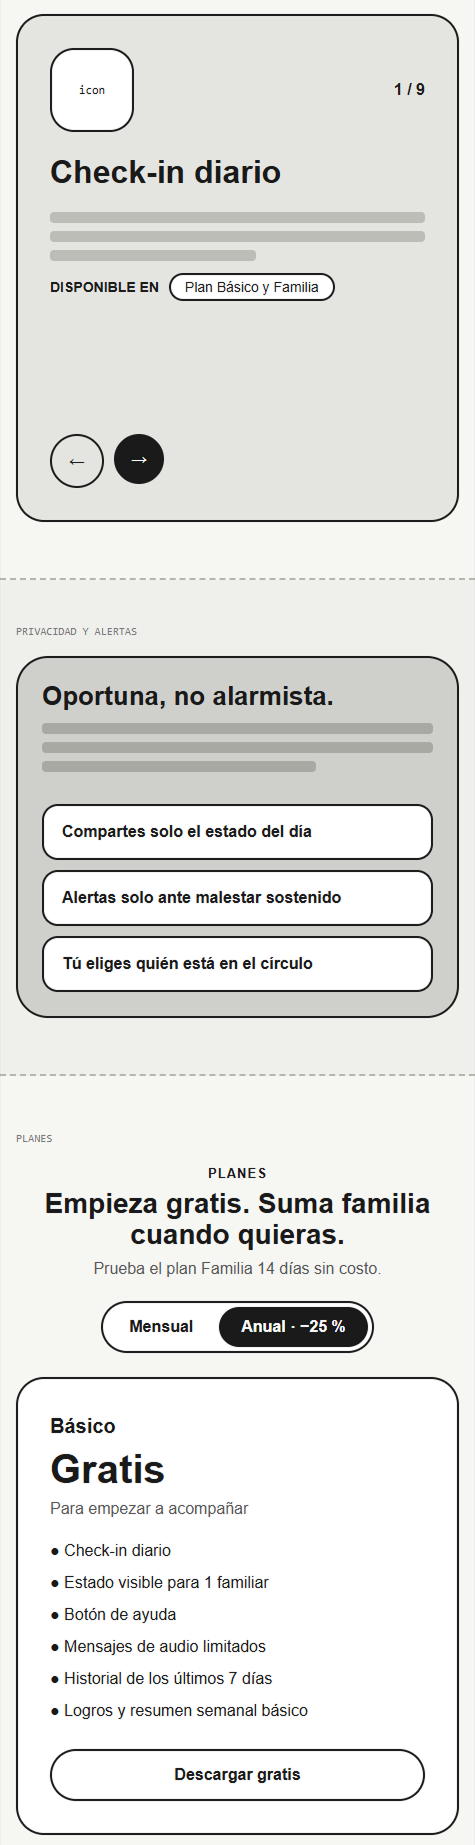 icon
1 / 9
Check-in diario
DISPONIBLE EN Plan Básico y Familia
← →
PRIVACIDAD Y ALERTAS
Oportuna, no alarmista.
Compartes solo el estado del día
Alertas solo ante malestar sostenido
Tú eliges quién está en el círculo
PLANES
PLANES
Empieza gratis. Suma familia
cuando quieras.
Prueba el plan Familia 14 días sin costo.
Mensual Anual · −25 %
Básico
Gratis
Para empezar a acompañar
● Check-in diario
● Estado visible para 1 familiar
● Botón de ayuda
● Mensajes de audio limitados
● Historial de los últimos 7 días
● Logros y resumen semanal básico
Descargar gratis